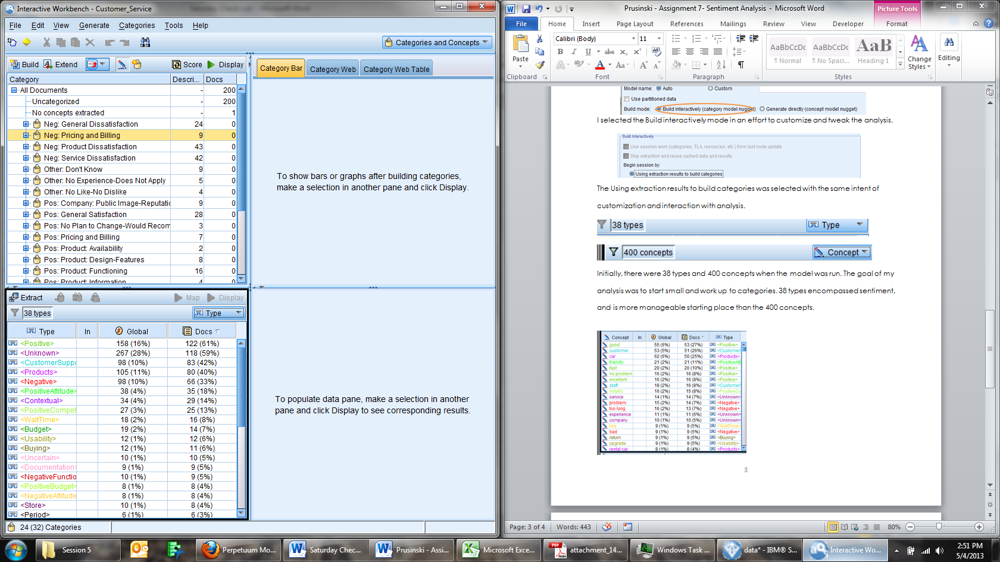 Interactive Workbench - Customer_Service
File Edit View Generate Categories Tools Help
Categories and Concepts
Build Extend Score Display
Category Descri... Docs
All Documents - 200
Uncategorized - 200
No concepts extracted - 1
Neg: General Dissatisfaction 24 0
Neg: Pricing and Billing 9 0
Neg: Product Dissatisfaction 43 0
Neg: Service Dissatisfaction 42 0
Other: Don't Know 9 0
Other: No Experience-Does Not Apply 5 0
Other: No Like-No Dislike 4 0
Pos: Company: Public Image-Reputatio 9 0
Pos: General Satisfaction 28 0
Pos: No Plan to Change-Would Recom 3 0
Pos: Pricing and Billing 7 0
Pos: Product: Availability 2 0
Pos: Product: Design-Features 8 0
Pos: Product: Functioning 16 0
Pos: Product: Information 4 0
Category Bar Category Web Category Web Table
To show bars or graphs after building categories,
make a selection in another pane and click Display.
Extract Map Display
38 types Type
Type In Global Docs
<Positive> 158 (16%) 122 (61%)
<Unknown> 267 (28%) 118 (59%)
<CustomerSuppo 98 (10%) 83 (42%)
<Products> 105 (11%) 80 (40%)
<Negative> 98 (10%) 66 (33%)
<PositiveAttitude> 38 (4%) 35 (18%)
<Contextual> 34 (4%) 29 (14%)
<PositiveCompet 27 (3%) 25 (13%)
<WaitTime> 18 (2%) 16 (8%)
<Budget> 19 (2%) 14 (7%)
<Usability> 12 (1%) 12 (6%)
<Buying> 12 (1%) 11 (6%)
<Uncertain> 10 (1%) 10 (5%)
<Documentation> 9 (1%) 9 (5%)
<NegativeFunctio 10 (1%) 9 (5%)
<PositiveBudget> 8 (1%) 8 (4%)
<NegativeAttitude 8 (1%) 8 (4%)
<Store> 10 (1%) 8 (4%)
<Period> 6 (1%) 6 (3%)
To populate data pane, make a selection in another
pane and click Display to see corresponding results.
24 (32) Categories
Prusinski - Assignment 7- Sentiment Analysis - Microsoft Word
Picture Tools
File Home Insert Page Layout References Mailings Review View Developer Format
Paste
Calibri (Body) 11
AaBbCcDc AaBbCcDc AaB
¶ Normal ¶ No Spaci... Heading 1
Change Styles Editing
Clipboard Font Paragraph Styles
Model name: Auto Custom
Use partitioned data
Build mode: Build interactively (category model nugget) Generate directly (concept model nugget)
I selected the Build interactively mode in an effort to customize and tweak the analysis.
Build Interactively
Use session work (categories, TLA, resources, etc.) from last node update
Skip extraction and reuse cached data and results
Begin session by:
Using extraction results to build categories
The Using extraction results to build categories was selected with the same intent of
customization and interaction with analysis.
38 types Type
400 concepts Concept
Initially, there were 38 types and 400 concepts when the model was run. The goal of my
analysis was to start small and work up to categories. 38 types encompassed sentiment,
and is more manageable starting place than the 400 concepts.
Concept In Global Docs Type
good 55 (6%) 53 (27%) <Positive>
customer 53 (5%) 51 (26%) <CustomerS
car 62 (6%) 50 (25%) <Products>
friendly 21 (2%) 21 (11%) <PositiveAtti
fast 20 (2%) 20 (10%) <Positive>
no problem 16 (2%) 16 (8%) <Positive>
excellent 16 (2%) 16 (8%) <Positive>
staff 18 (2%) 16 (8%) <CustomerS
helpful 16 (2%) 15 (8%) <PositiveCo
service 14 (1%) 14 (7%) <Unknown>
problem 15 (2%) 14 (7%) <Negative>
too long 16 (2%) 13 (7%) <Negative>
experience 11 (1%) 11 (6%) <Unknown>
company 10 (1%) 10 (5%) <Unknown>
line 9 (1%) 9 (5%) <WaitTime>
bad 9 (1%) 9 (5%) <Negative>
return 9 (1%) 9 (5%) <Buying>
upgrade 9 (1%) 9 (5%) <Usability>
rental car 8 (1%) 8 (4%) <Products>
3
Page: 3 of 4 Words: 443 80%
Session 5 Perpetuum Mo... Saturday Chec... Prusinski - Assi... Microsoft Exce... attachment_14... Windows Task ... data* - IBM® S... Interactive Wo...
2:51 PM
5/4/2013